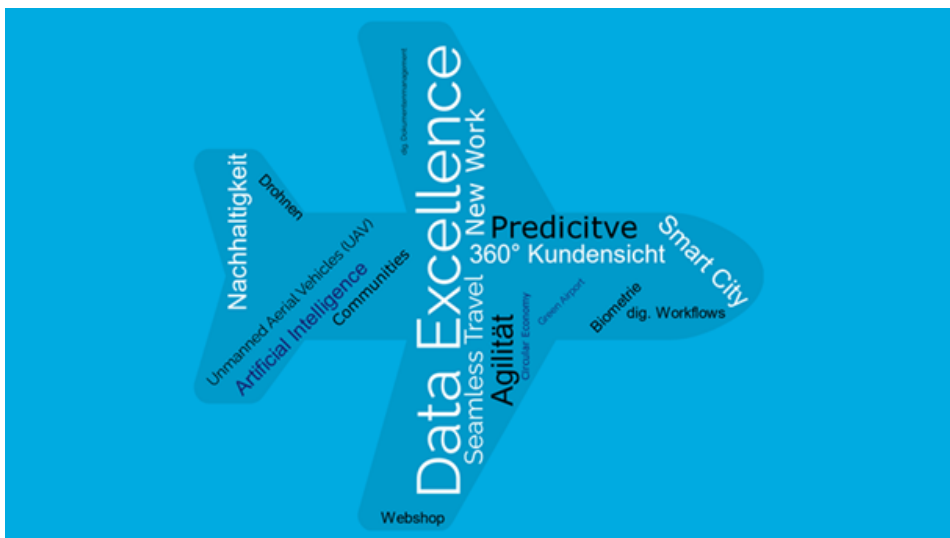 dig. Dokumentenmanagement
Data Excellence
New Work
Seamless Travel
Nachhaltigkeit
Drohnen
Unmanned Aerial Vehicles (UAV)
Artificial Intelligence
Communities
Predicitve
360° Kundensicht
Smart City
Agilität
Circular Economy
Green Airport
Biometrie
dig. Workflows
Webshop